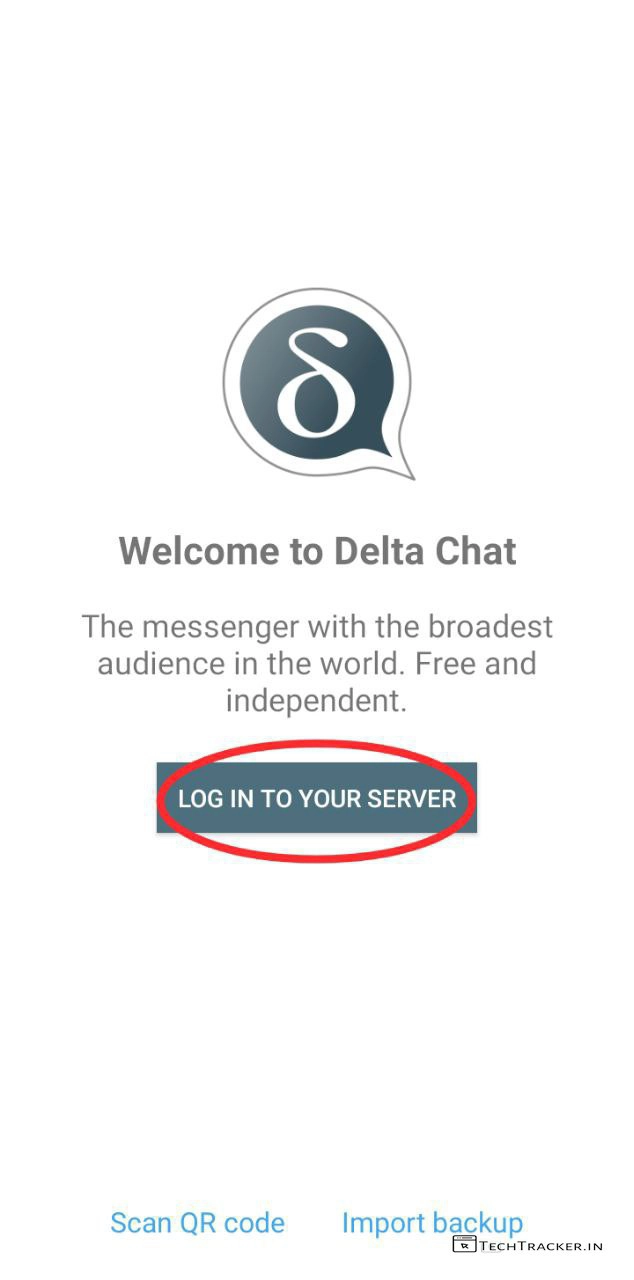 δ
Welcome to Delta Chat
The messenger with the broadest
audience in the world. Free and
independent.
LOG IN TO YOUR SERVER
Scan QR code Import backup
TECHTRACKER.IN